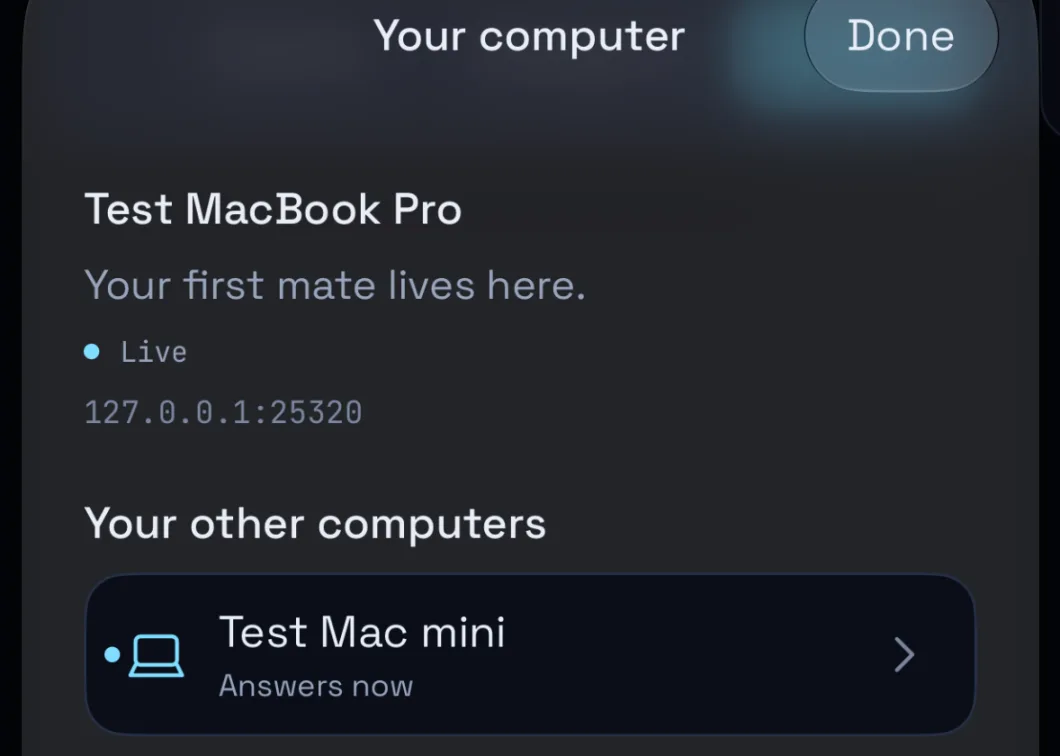 Your computer
Done
Test MacBook Pro
Your first mate lives here.
Live
127.0.0.1:25320
Your other computers
Test Mac mini
Answers now